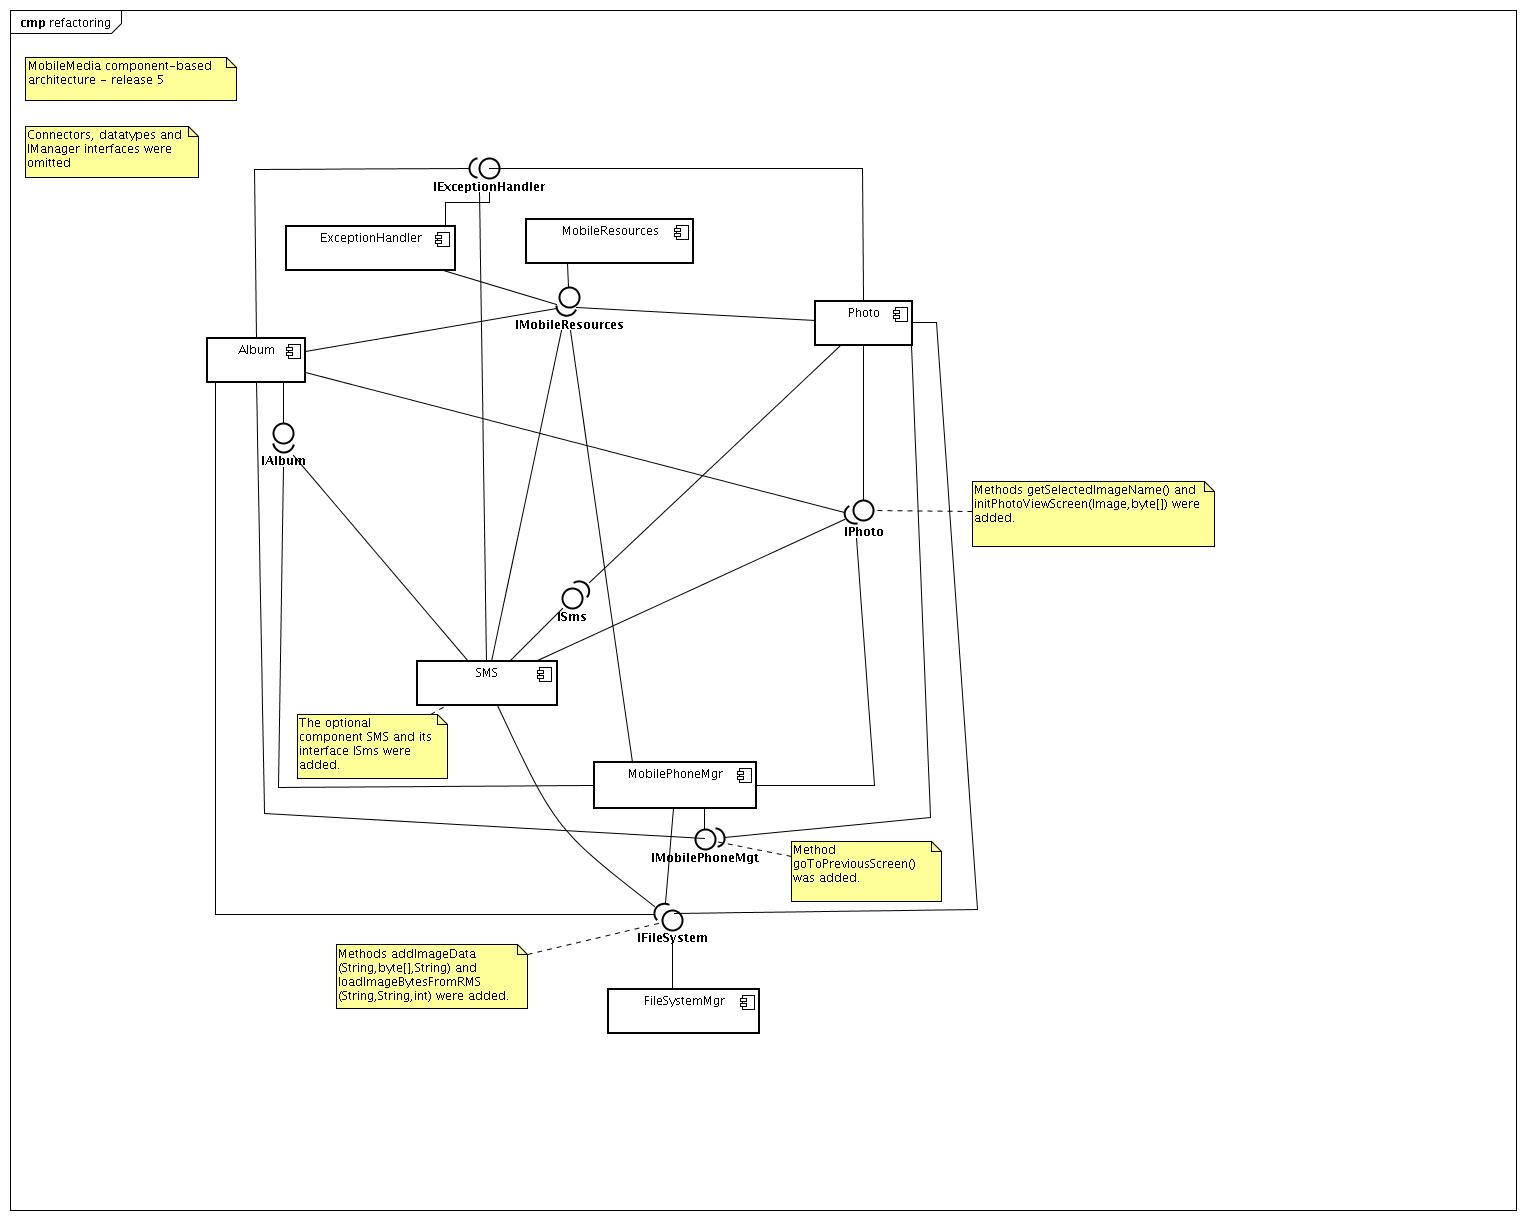 cmp refactoring
MobileMedia component-based
architecture - release 5
Connectors, datatypes and
IManager interfaces were
omitted
IExceptionHandler
ExceptionHandler
MobileResources
IMobileResources
Photo
Album
IAlbum
Methods getSelectedImageName() and
initPhotoViewScreen(Image,byte[]) were
added.
IPhoto
ISms
SMS
The optional
component SMS and its
interface ISms were
added.
MobilePhoneMgr
IMobilePhoneMgt
Method
goToPreviousScreen()
was added.
IFileSystem
Methods addImageData
(String,byte[],String) and
loadImageBytesFromRMS
(String,String,int) were added.
FileSystemMgr